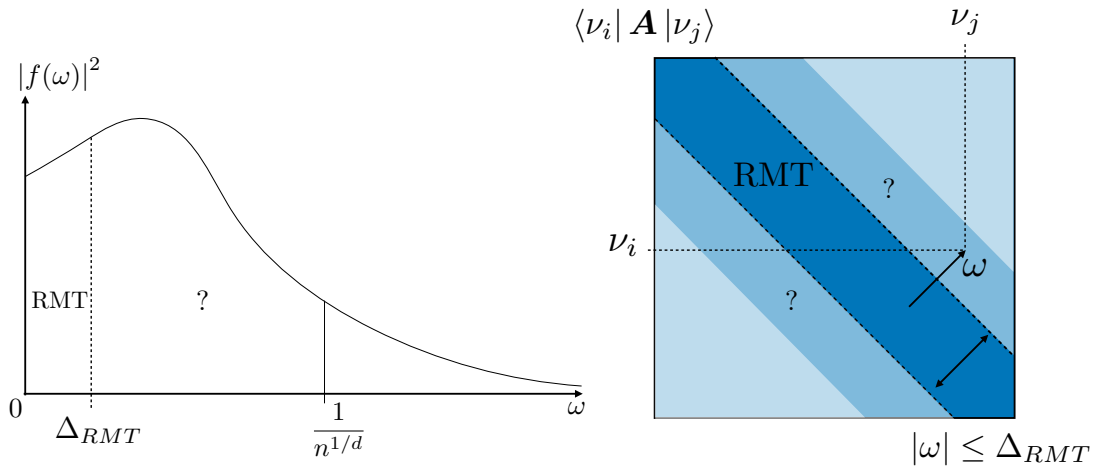 |f(ω)|²
RMT
?
0
Δ_{RMT}
1/n^{1/d}
ω
⟨ν_i| A |ν_j⟩
ν_j
RMT
?
ν_i
ω
?
|ω| ≤ Δ_{RMT}